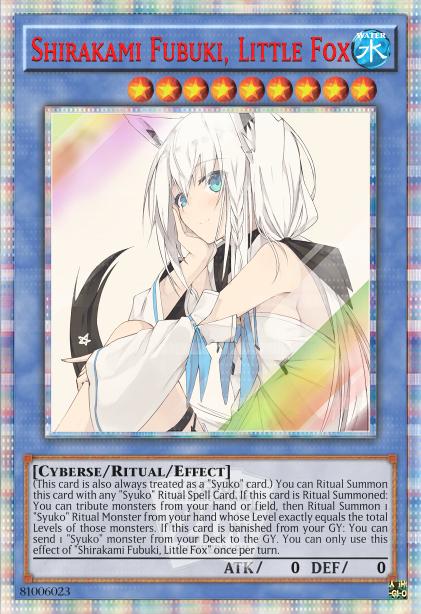 SHIRAKAMI FUBUKI, LITTLE FOX
WATER
水
[CYBERSE/RITUAL/EFFECT]
(This card is also always treated as a "Syuko" card.) You can Ritual Summon
this card with any "Syuko" Ritual Spell Card. If this card is Ritual Summoned:
You can tribute monsters from your hand or field, then Ritual Summon 1
"Syuko" Ritual Monster from your hand whose Level exactly equals the total
Levels of those monsters. If this card is banished from your GY: You can
send 1 "Syuko" monster from your Deck to the GY. You can only use this
effect of "Shirakami Fubuki, Little Fox" once per turn.
ATK/ 0 DEF/ 0
81006023